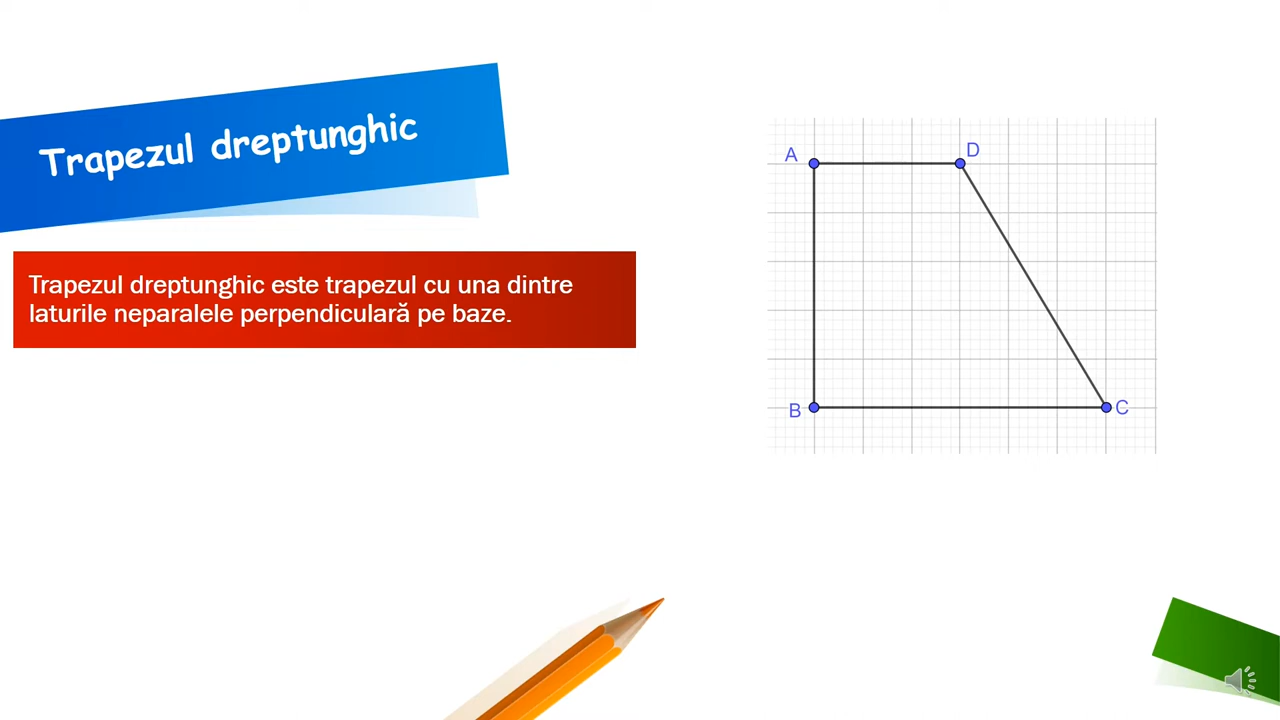 Trapezul dreptunghic
Trapezul dreptunghic este trapezul cu una dintre
laturile neparalele perpendiculară pe baze.
A
D
B
C